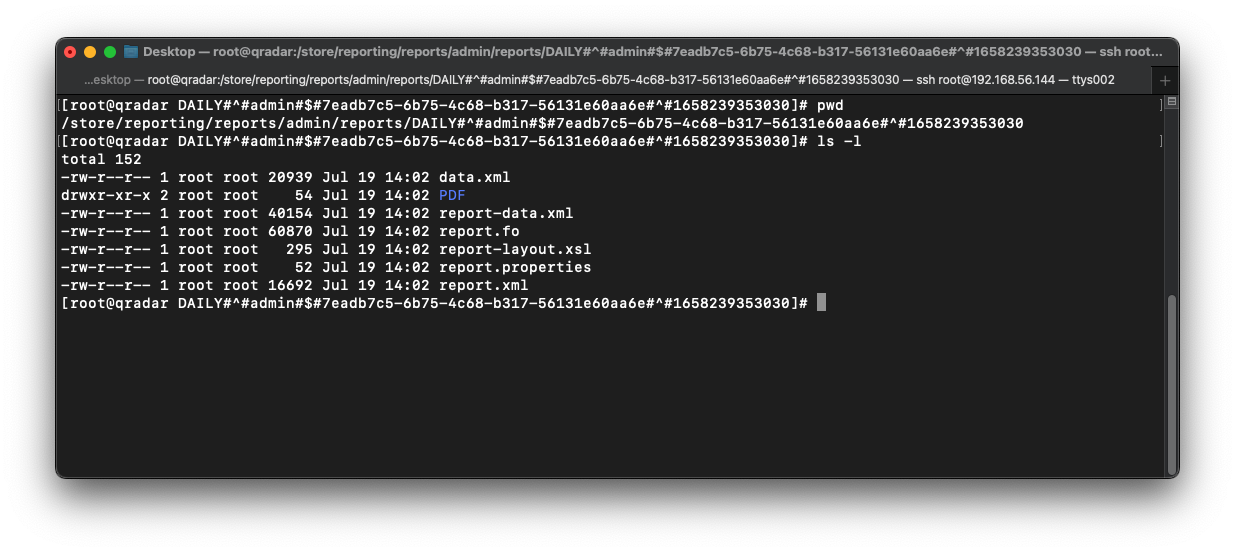 Desktop — root@qradar:/store/reporting/reports/admin/reports/DAILY#^#admin#$#7eadb7c5-6b75-4c68-b317-56131e60aa6e#^#1658239353030 — ssh root...
...esktop — root@qradar:/store/reporting/reports/admin/reports/DAILY#^#admin#$#7eadb7c5-6b75-4c68-b317-56131e60aa6e#^#1658239353030 — ssh root@192.168.56.144 — ttys002 +
[[root@qradar DAILY#^#admin#$#7eadb7c5-6b75-4c68-b317-56131e60aa6e#^#1658239353030]# pwd ]
/store/reporting/reports/admin/reports/DAILY#^#admin#$#7eadb7c5-6b75-4c68-b317-56131e60aa6e#^#1658239353030
[[root@qradar DAILY#^#admin#$#7eadb7c5-6b75-4c68-b317-56131e60aa6e#^#1658239353030]# ls -l ]
total 152
-rw-r--r-- 1 root root 20939 Jul 19 14:02 data.xml
drwxr-xr-x 2 root root    54 Jul 19 14:02 PDF
-rw-r--r-- 1 root root 40154 Jul 19 14:02 report-data.xml
-rw-r--r-- 1 root root 60870 Jul 19 14:02 report.fo
-rw-r--r-- 1 root root   295 Jul 19 14:02 report-layout.xsl
-rw-r--r-- 1 root root    52 Jul 19 14:02 report.properties
-rw-r--r-- 1 root root 16692 Jul 19 14:02 report.xml
[root@qradar DAILY#^#admin#$#7eadb7c5-6b75-4c68-b317-56131e60aa6e#^#1658239353030]#